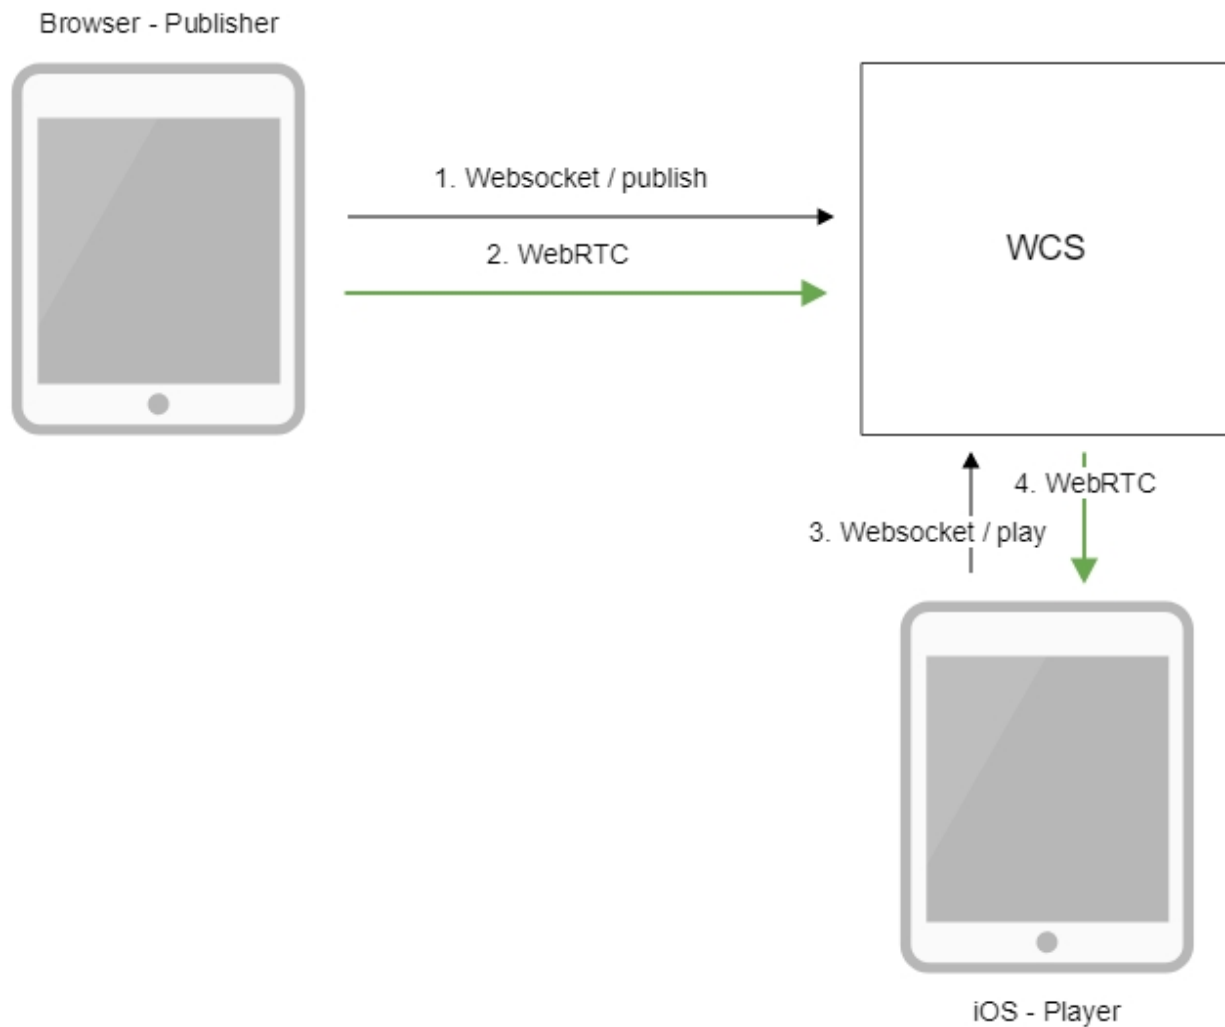 Browser - Publisher
1. Websocket / publish
2. WebRTC
WCS
4. WebRTC
3. Websocket / play
iOS - Player